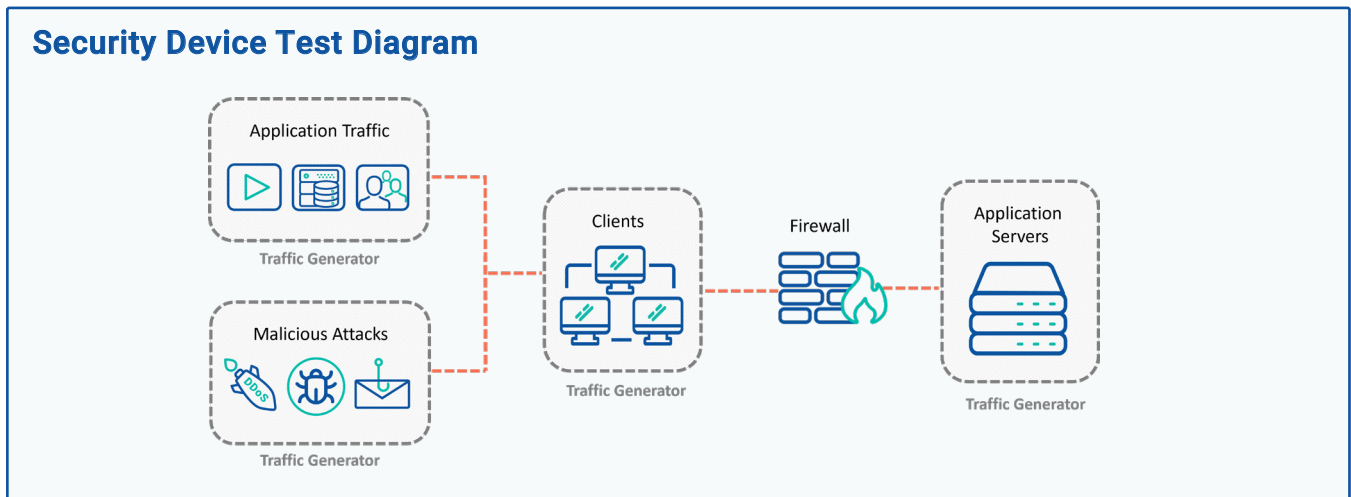 Security Device Test Diagram
Application Traffic
Traffic Generator
Malicious Attacks
DDoS
Traffic Generator
Clients
Traffic Generator
Firewall
Application
Servers
Traffic Generator